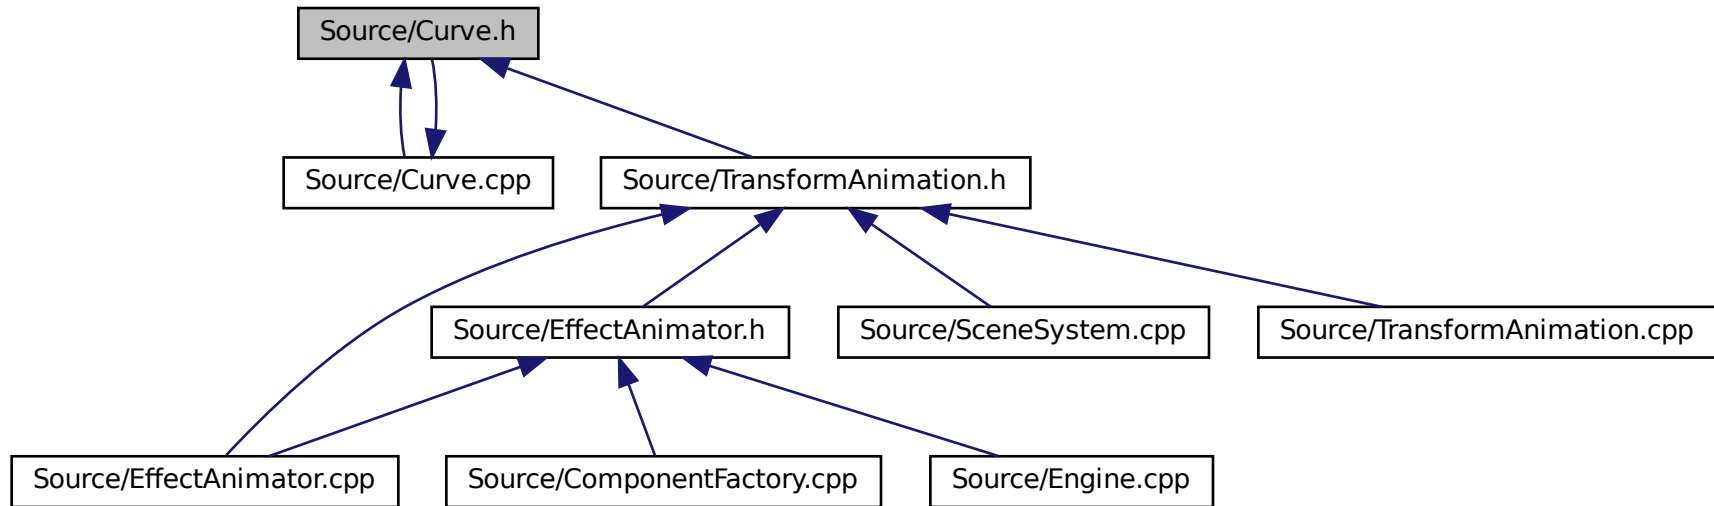 Source/Curve.h
Source/Curve.cpp
Source/TransformAnimation.h
Source/EffectAnimator.h
Source/SceneSystem.cpp
Source/TransformAnimation.cpp
Source/EffectAnimator.cpp
Source/ComponentFactory.cpp
Source/Engine.cpp